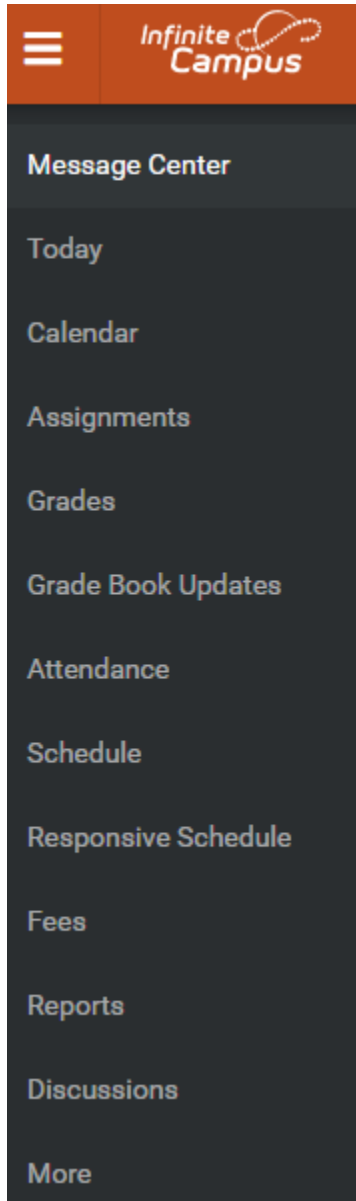 Infinite
Campus
Message Center
Today
Calendar
Assignments
Grades
Grade Book Updates
Attendance
Schedule
Responsive Schedule
Fees
Reports
Discussions
More